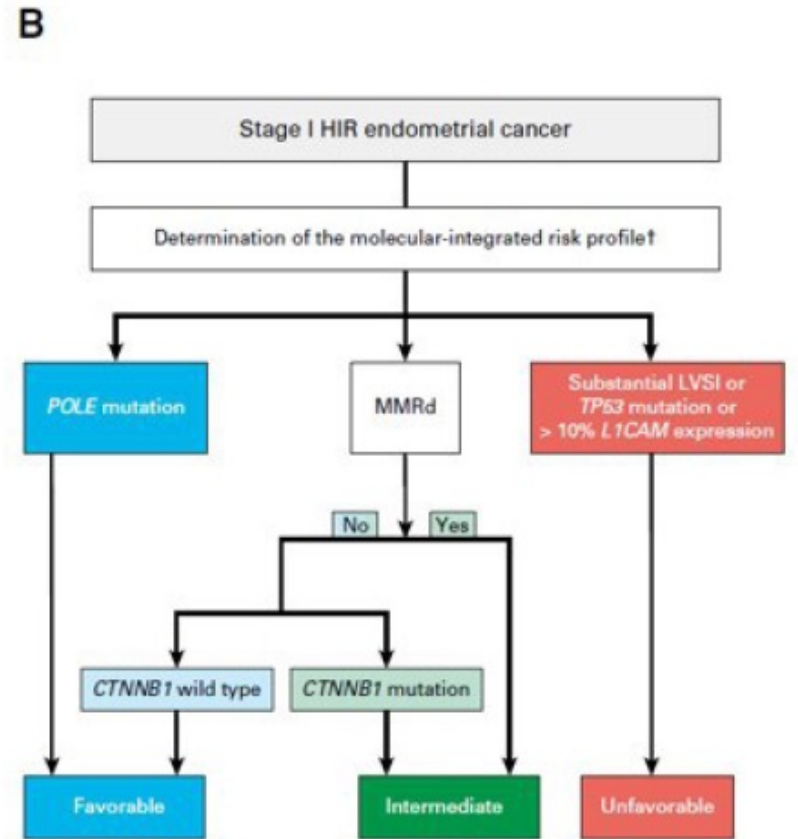 B
Stage I HIR endometrial cancer
Determination of the molecular-integrated risk profile†
POLE mutation
MMRd
Substantial LVSI or
TP53 mutation or
> 10% L1CAM expression
No
Yes
CTNNB1 wild type
CTNNB1 mutation
Favorable
Intermediate
Unfavorable